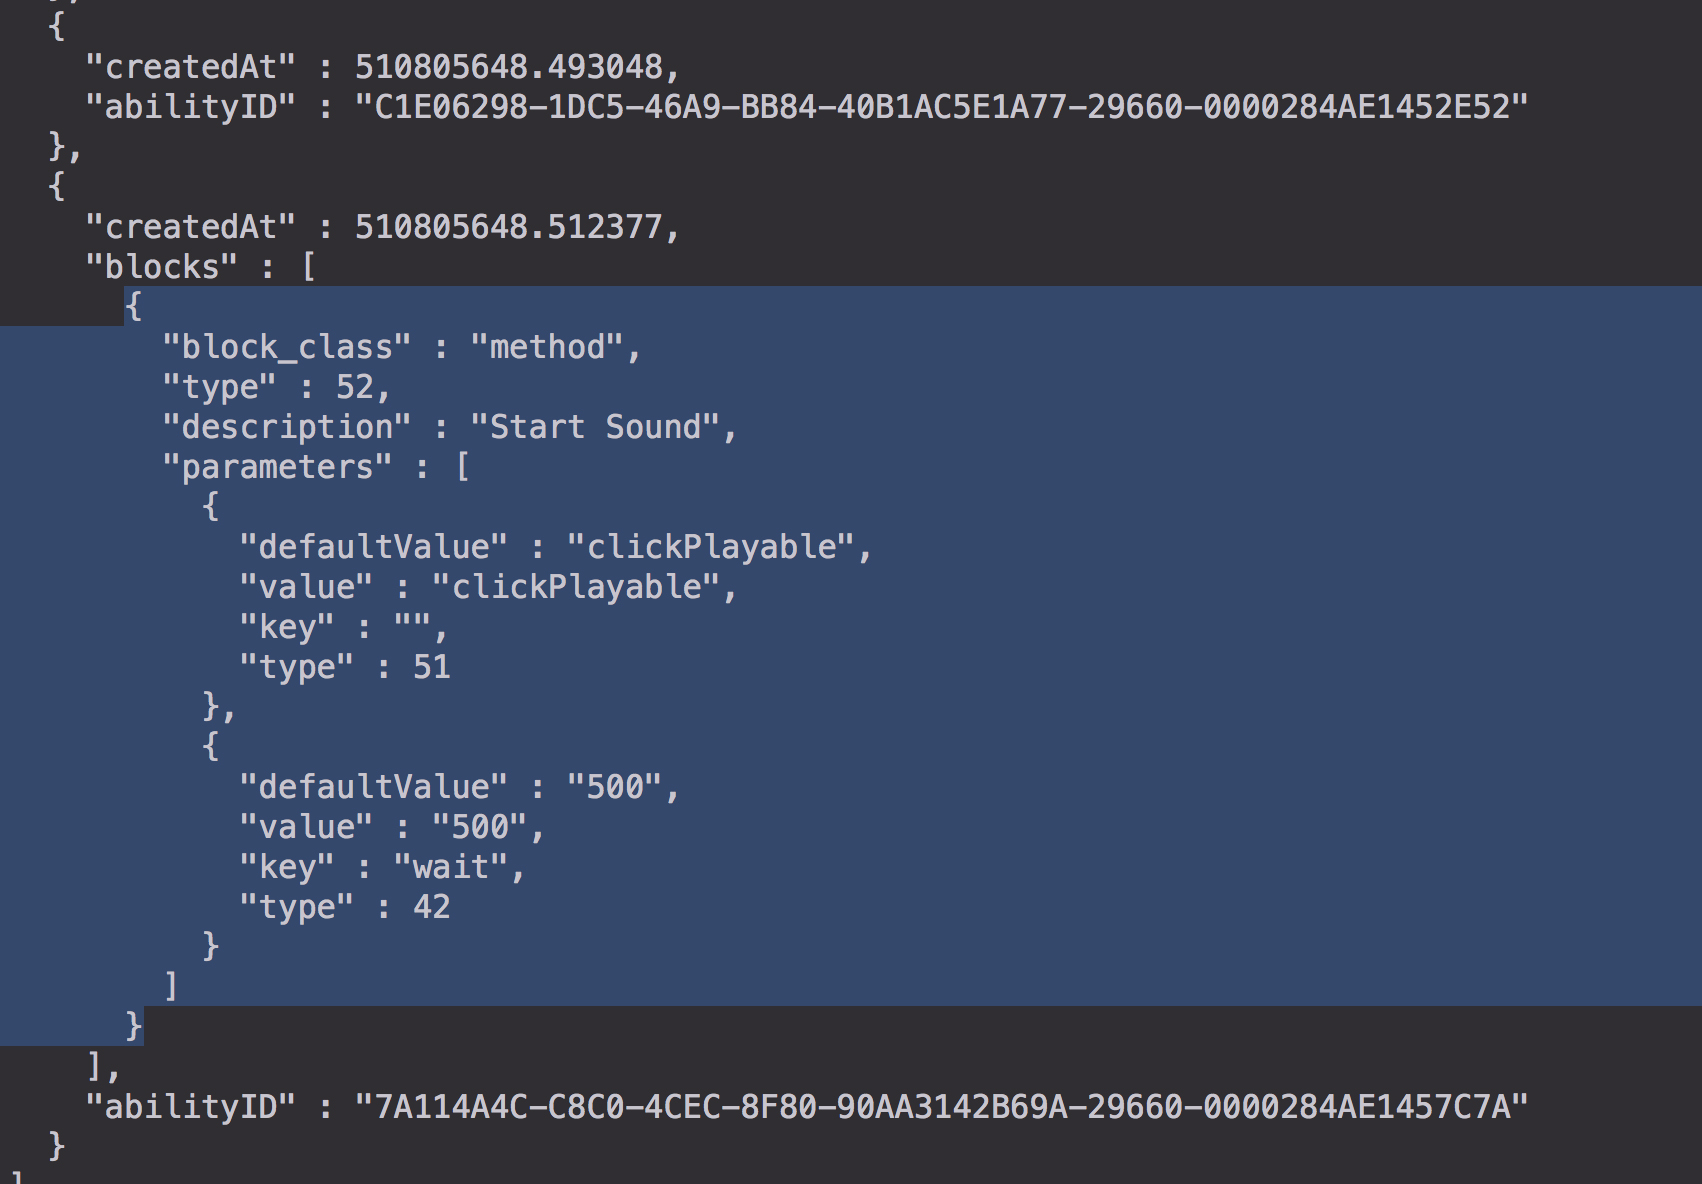 },
{
"createdAt" : 510805648.493048,
"abilityID" : "C1E06298-1DC5-46A9-BB84-40B1AC5E1A77-29660-0000284AE1452E52"
},
{
"createdAt" : 510805648.512377,
"blocks" : [
{
"block_class" : "method",
"type" : 52,
"description" : "Start Sound",
"parameters" : [
{
"defaultValue" : "clickPlayable",
"value" : "clickPlayable",
"key" : "",
"type" : 51
},
{
"defaultValue" : "500",
"value" : "500",
"key" : "wait",
"type" : 42
}
]
}
],
"abilityID" : "7A114A4C-C8C0-4CEC-8F80-90AA3142B69A-29660-0000284AE1457C7A"
}
]